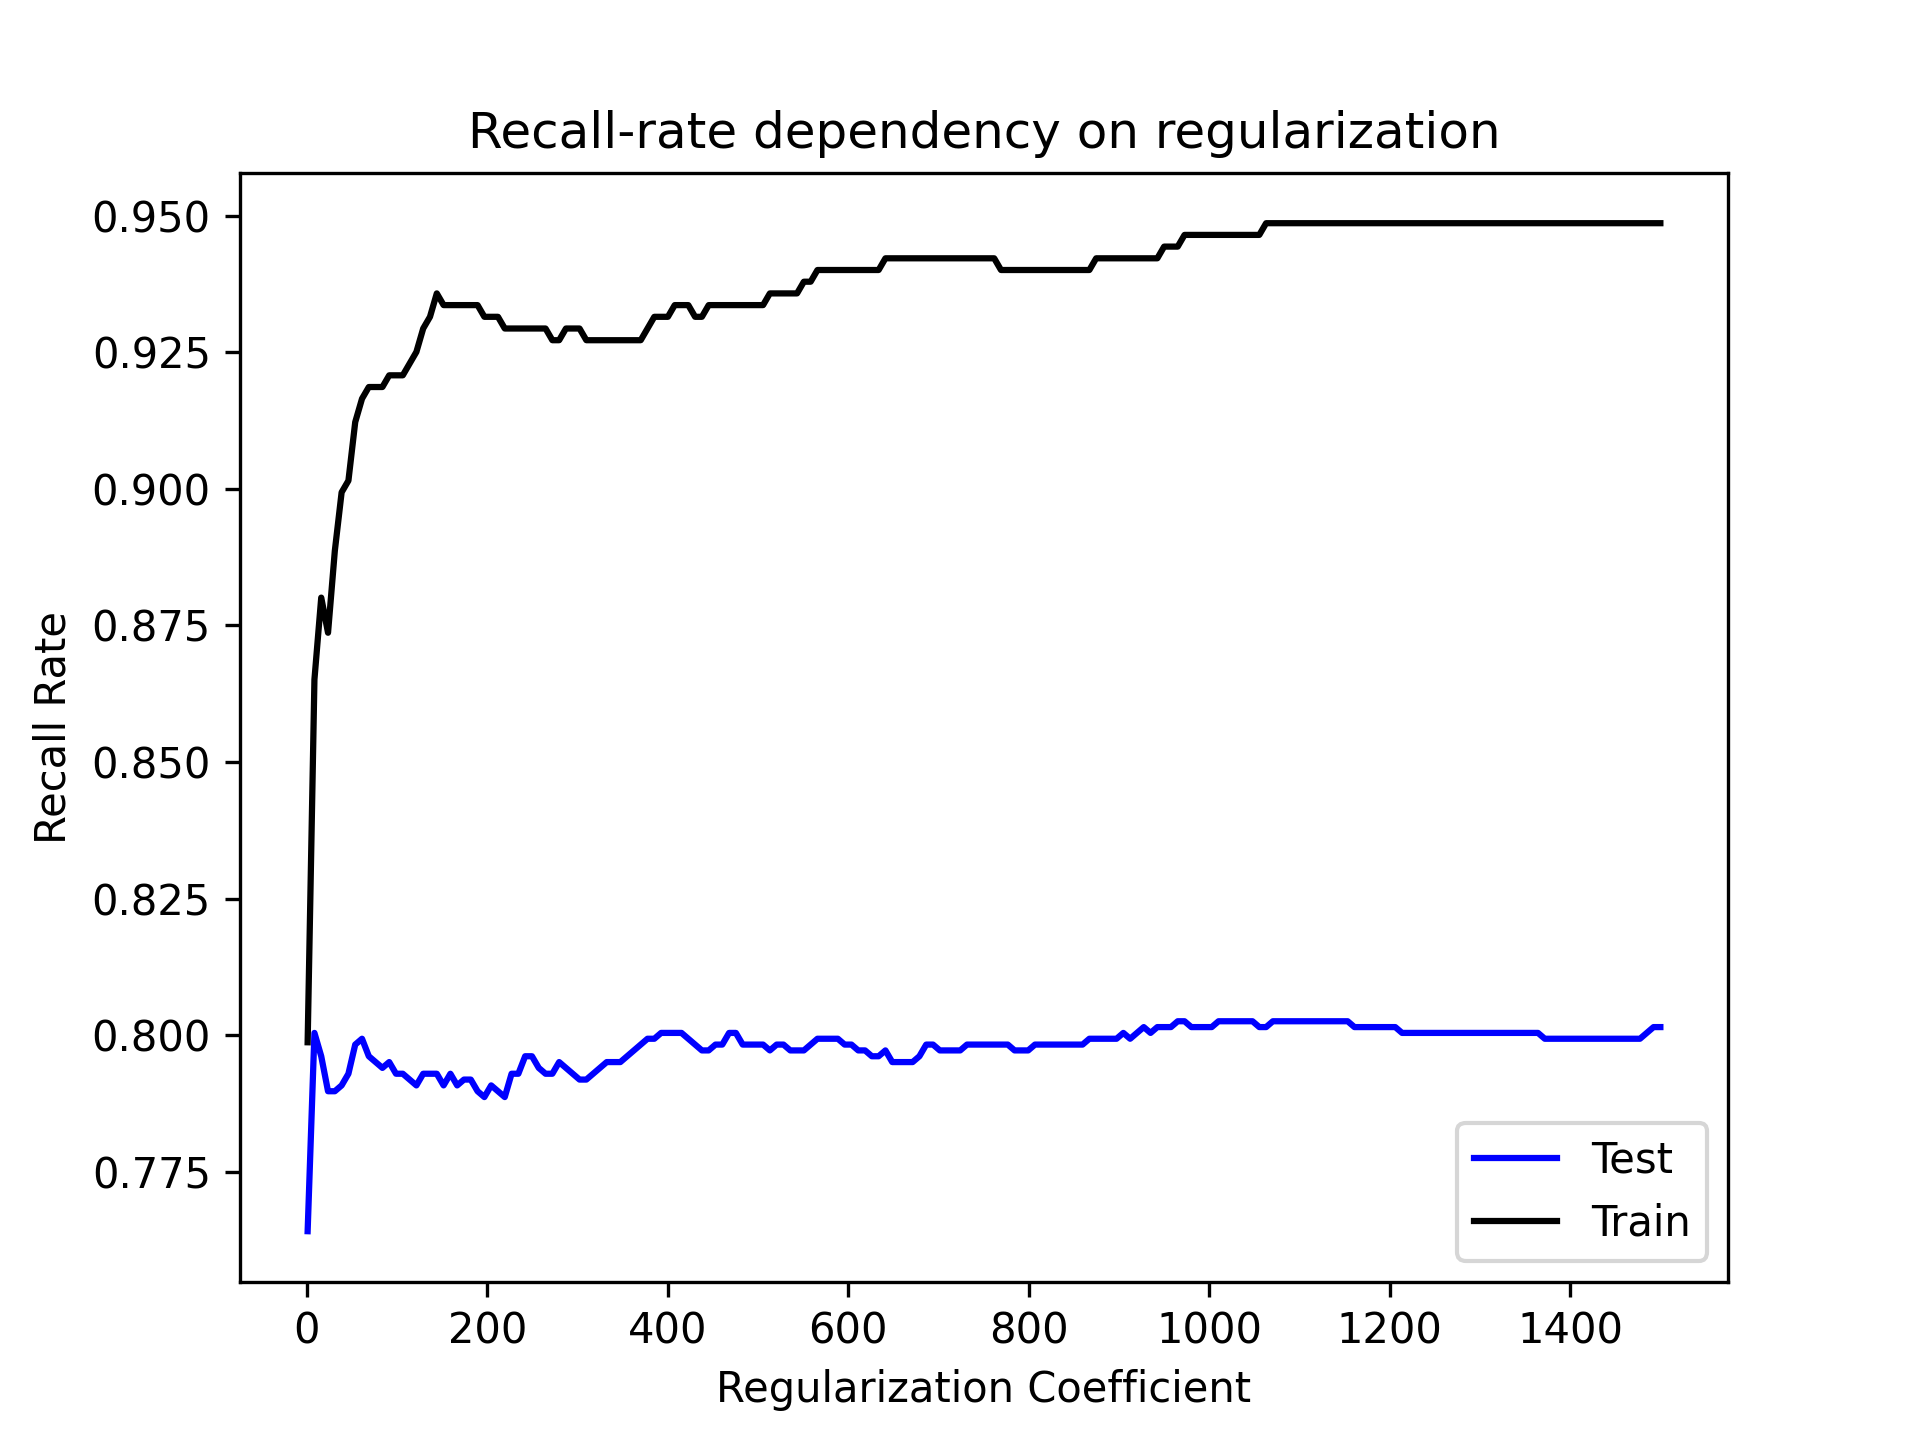 Recall-rate dependency on regularization
0.950
0.925
0.900
0.875
0.850
0.825
0.800
0.775
Recall Rate
0 200 400 600 800 1000 1200 1400
Regularization Coefficient
Test
Train